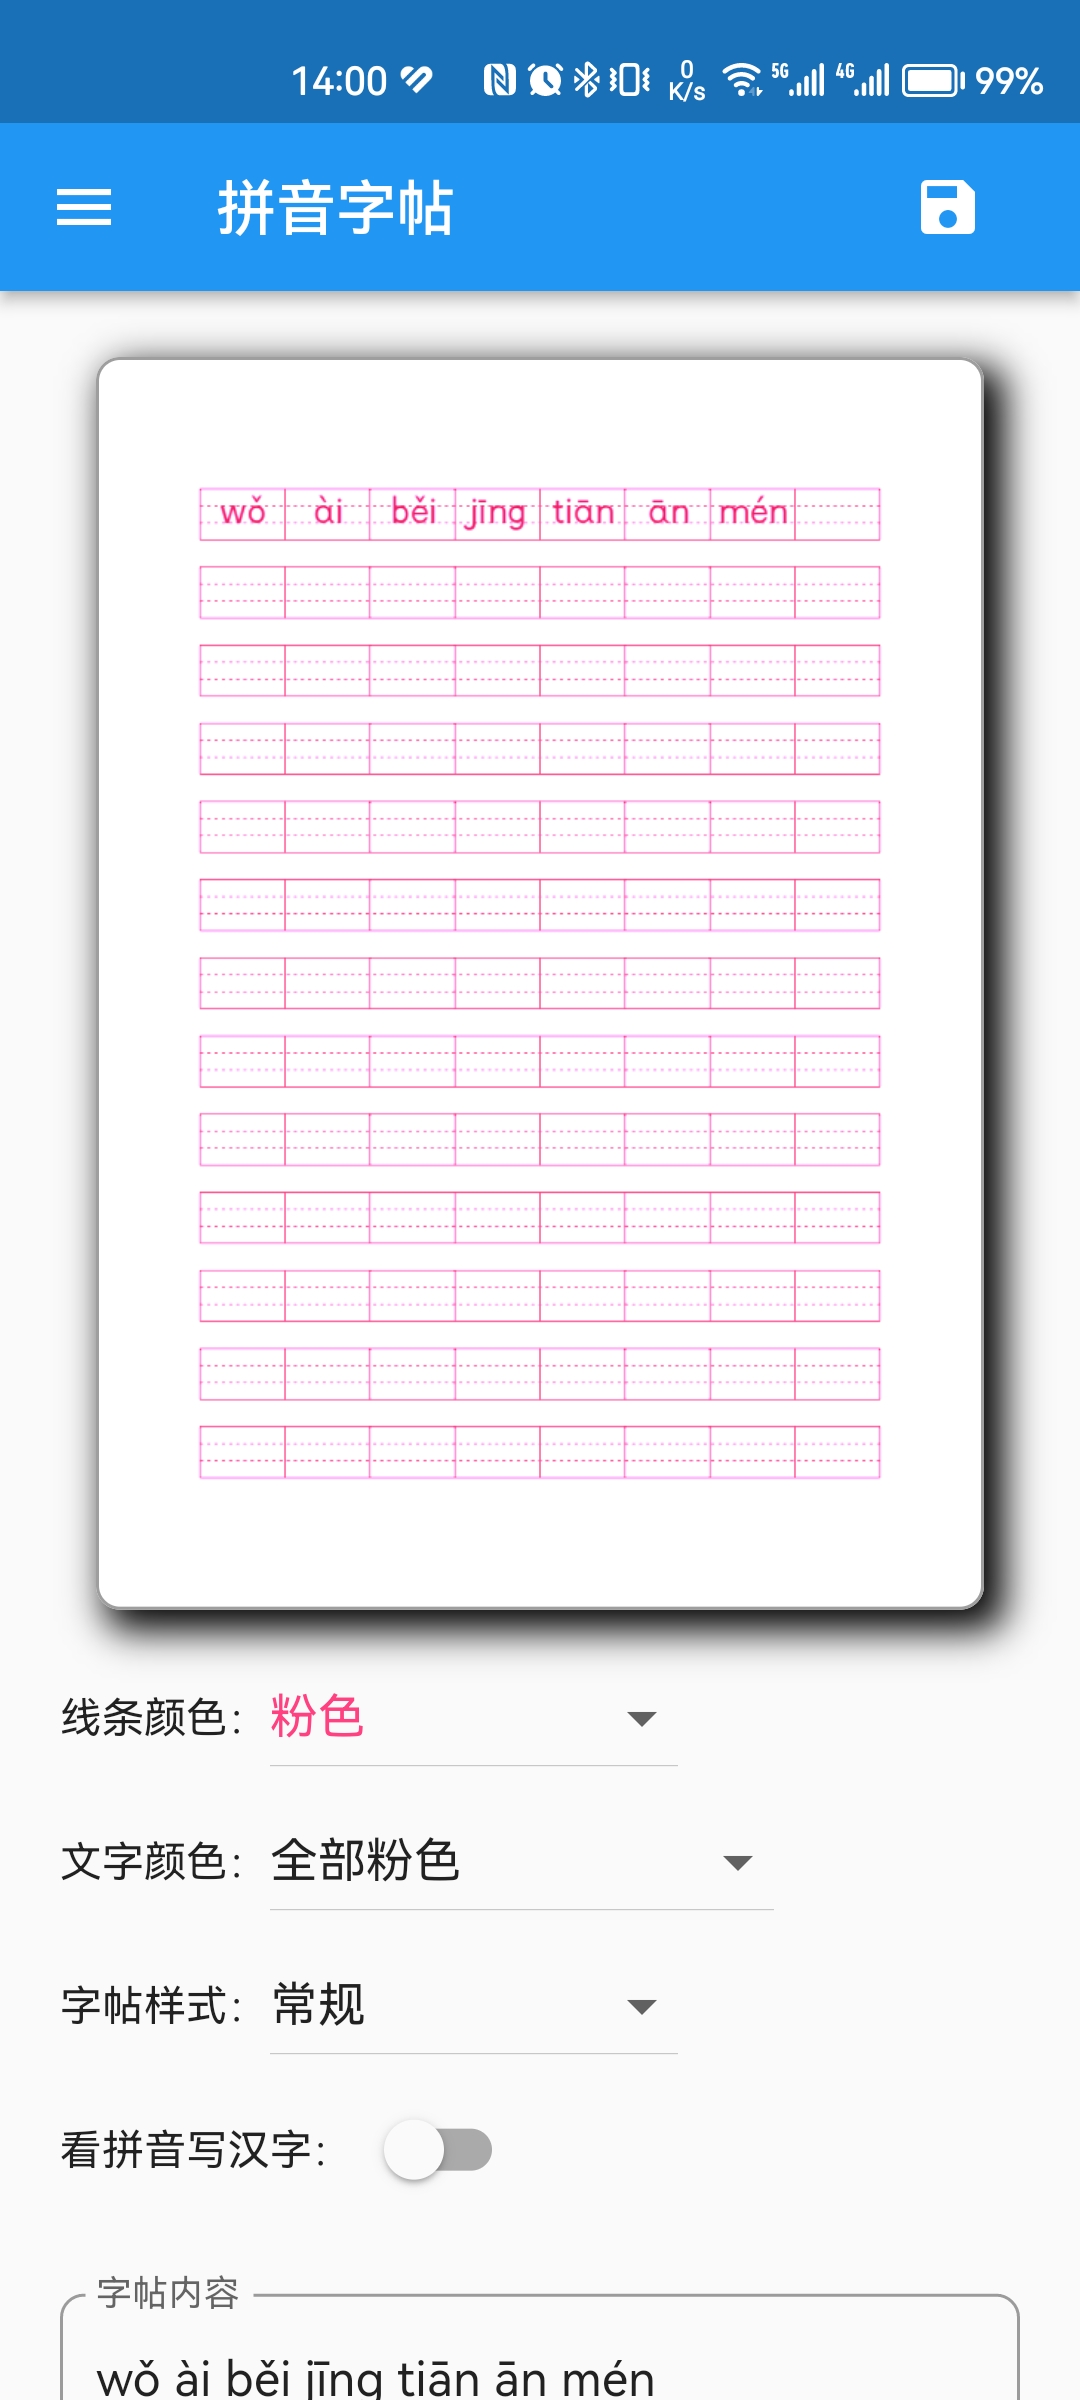 14:00 0 K/s 5G 4G 99%
拼音字帖
wǒ ài běi jīng tiān ān mén
线条颜色： 粉色
文字颜色： 全部粉色
字帖样式： 常规
看拼音写汉字：
字帖内容
wǒ ài běi jīng tiān ān mén